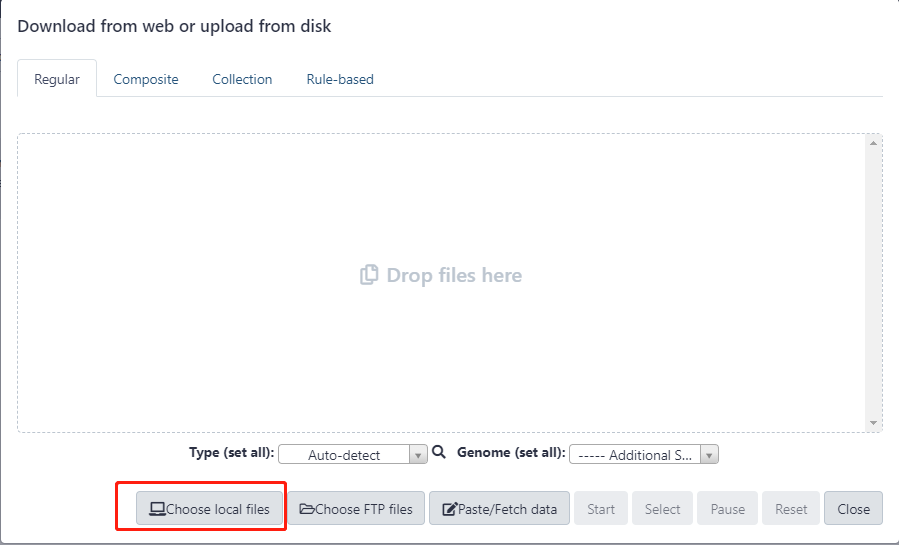 Download from web or upload from disk
Regular Composite Collection Rule-based
Drop files here
Type (set all): Auto-detect Genome (set all): ----- Additional S...
Choose local files Choose FTP files Paste/Fetch data Start Select Pause Reset Close